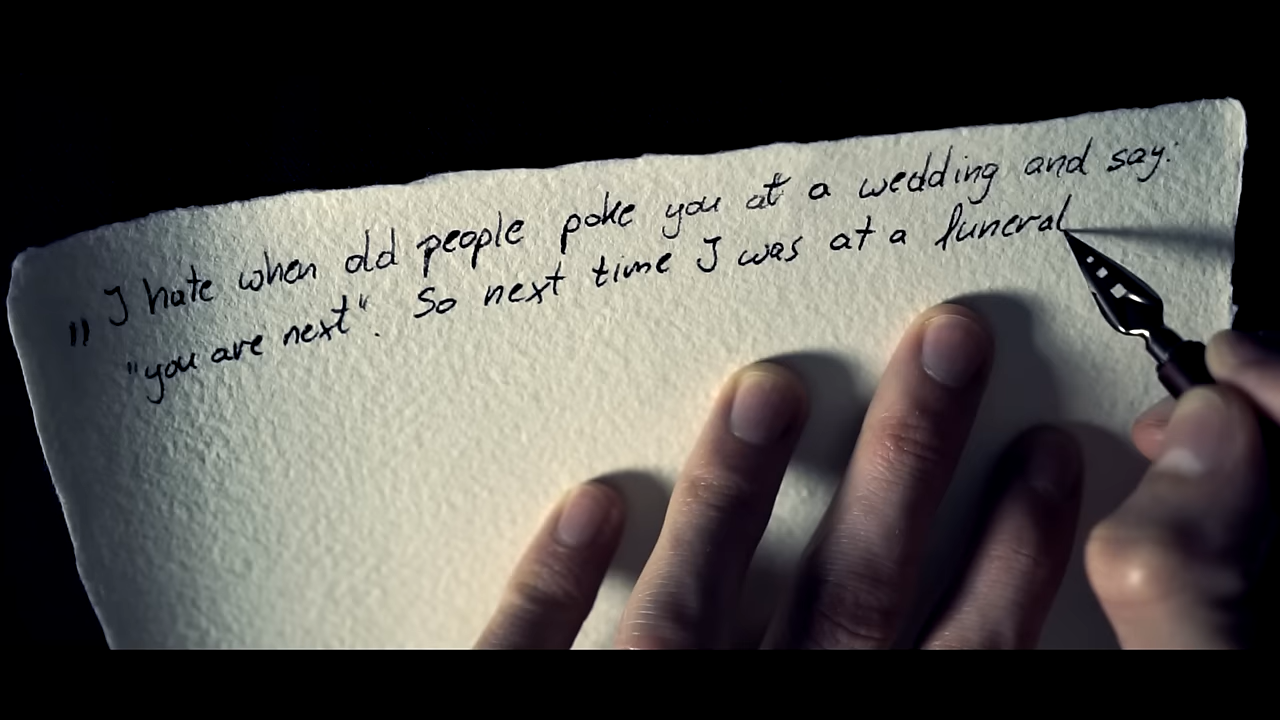 „I hate when old people poke you at a wedding and say:
"you are next“. So next time I was at a funeral